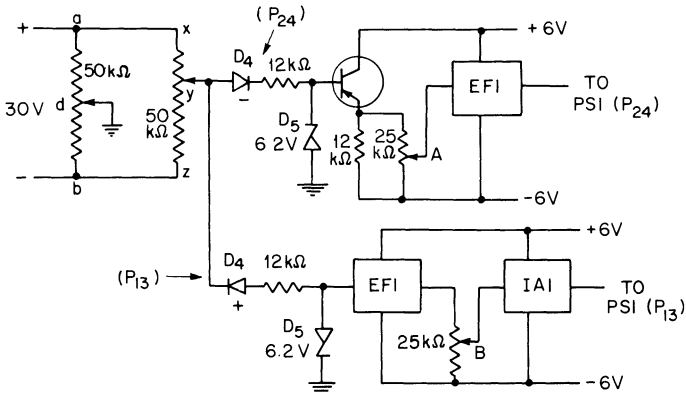 (P24)
+
a
x
+6V
D4
12kΩ
50kΩ
EFI
TO
PSI (P24)
30V
d
y
−
D5
6.2V
50
kΩ
12
kΩ
25
kΩ
A
−
b
z
−6V
+6V
(P13)
D4
12kΩ
EFI
IAI
TO
PSI (P13)
+
D5
6.2V
25kΩ
B
−6V